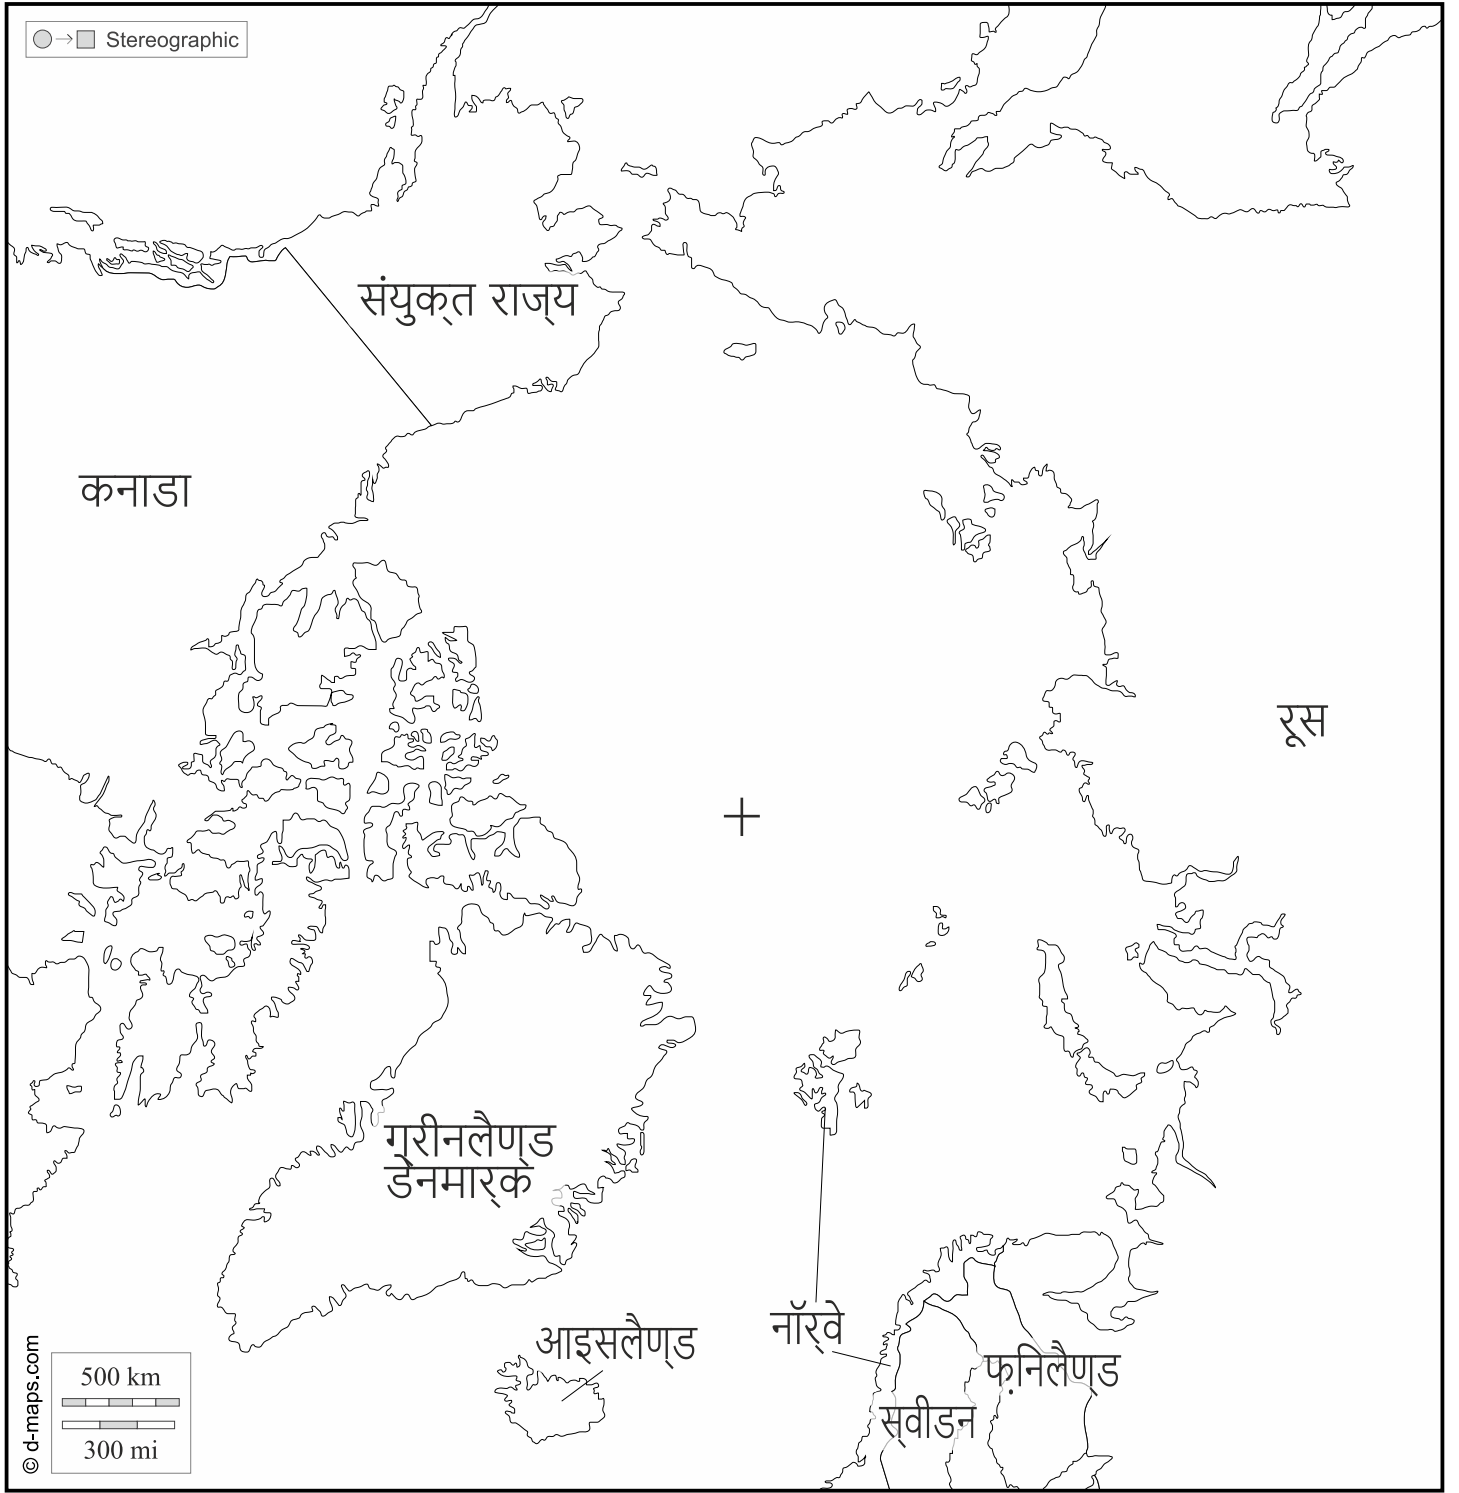 Stereographic
संयुक्त राज्य
कनाडा
रूस
ग्रीनलैण्ड
डेनमार्क
नॉर्वे
आइसलैण्ड
फ़िनलैण्ड
स्वीडन
500 km
300 mi
© d-maps.com